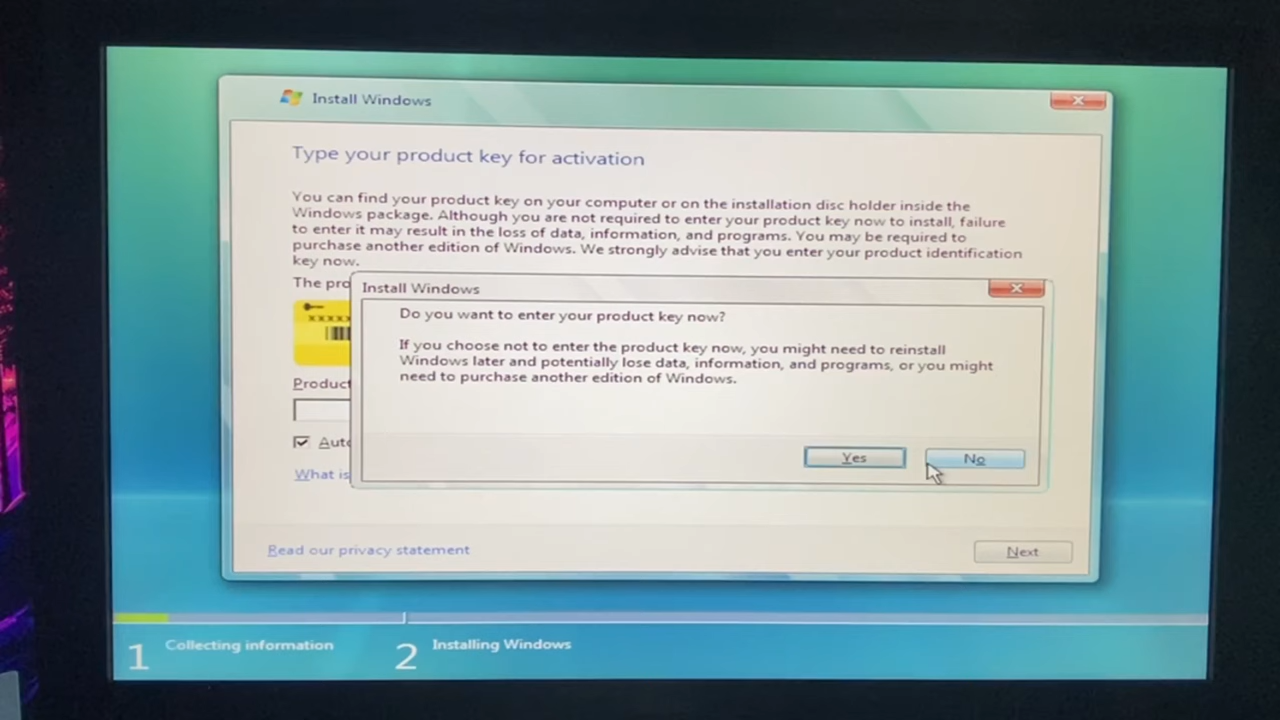 Install Windows
Type your product key for activation
You can find your product key on your computer or on the installation disc holder inside the
Windows package. Although you are not required to enter your product key now to install, failure
to enter it may result in the loss of data, information, and programs. You may be required to
purchase another edition of Windows. We strongly advise that you enter your product identification
key now.
The pro
Install Windows
Do you want to enter your product key now?
If you choose not to enter the product key now, you might need to reinstall
Windows later and potentially lose data, information, and programs, or you might
need to purchase another edition of Windows.
Product
Auto
What is
Yes
No
Read our privacy statement
Next
1 Collecting information
2 Installing Windows